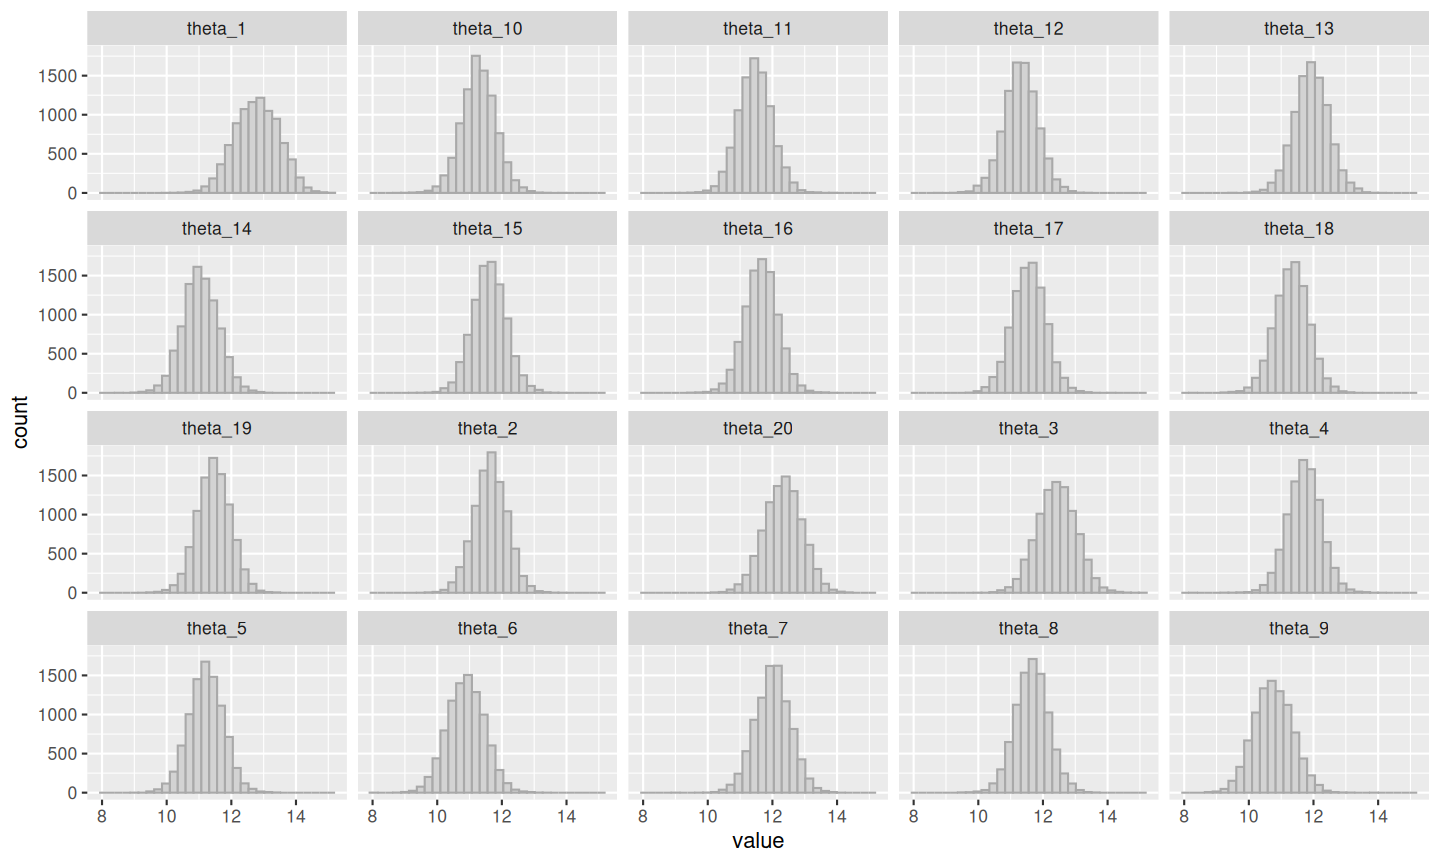 theta_1 theta_10 theta_11 theta_12 theta_13
1500
1000
500
0
theta_14 theta_15 theta_16 theta_17 theta_18
1500
1000
500
0
theta_19 theta_2 theta_20 theta_3 theta_4
1500
1000
500
0
theta_5 theta_6 theta_7 theta_8 theta_9
1500
1000
500
0
8 10 12 14 8 10 12 14 8 10 12 14 8 10 12 14 8 10 12 14
value
count